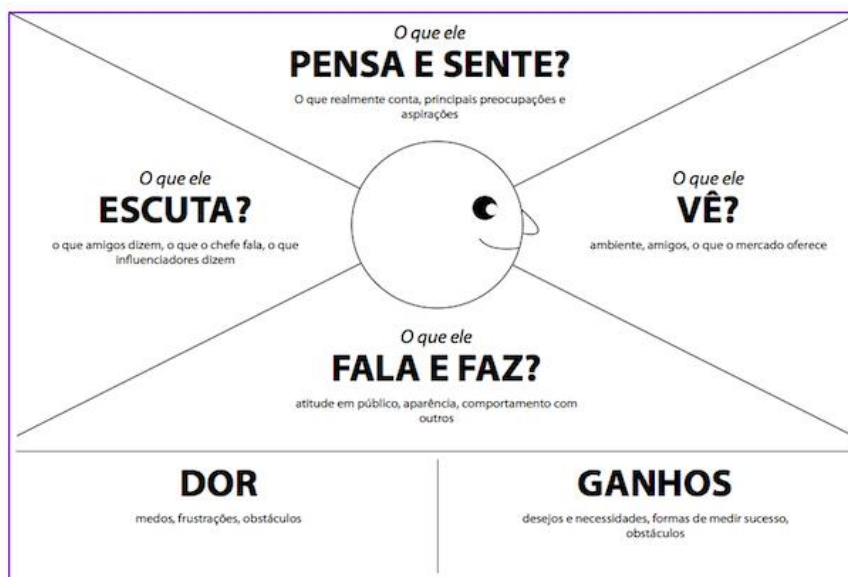 O que ele
PENSA E SENTE?
O que realmente conta, principais preocupações e
aspirações
O que ele
ESCUTA?
o que amigos dizem, o que o chefe fala, o que
influenciadores dizem
O que ele
VÊ?
ambiente, amigos, o que o mercado oferece
O que ele
FALA E FAZ?
atitude em público, aparência, comportamento com
outros
DOR
medos, frustrações, obstáculos
GANHOS
desejos e necessidades, formas de medir sucesso,
obstáculos